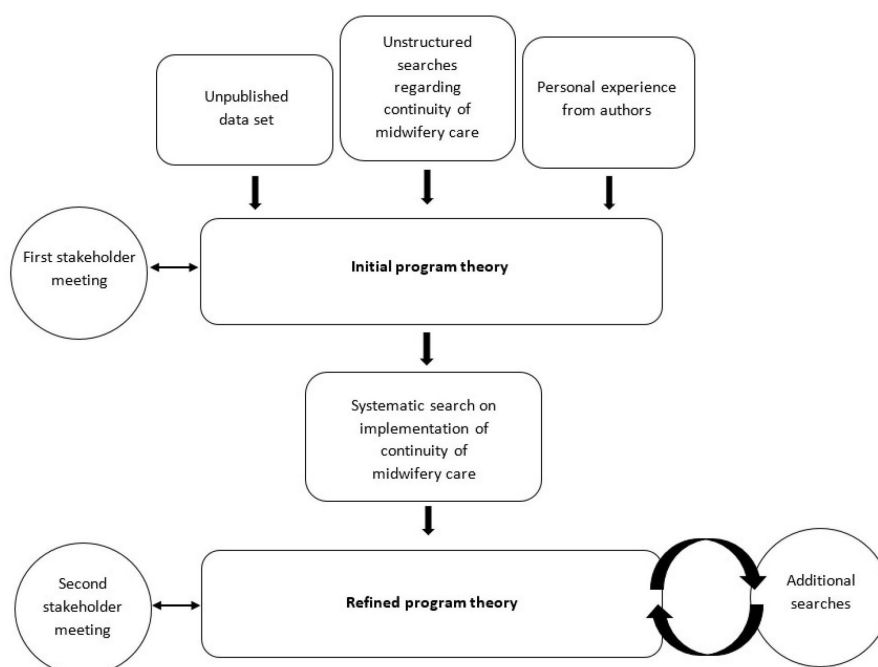 Unpublished
data set
Unstructured
searches
regarding
continuity of
midwifery care
Personal experience
from authors
First stakeholder
meeting
Initial program theory
Systematic search on
implementation of
continuity of
midwifery care
Second
stakeholder
meeting
Refined program theory
Additional
searches